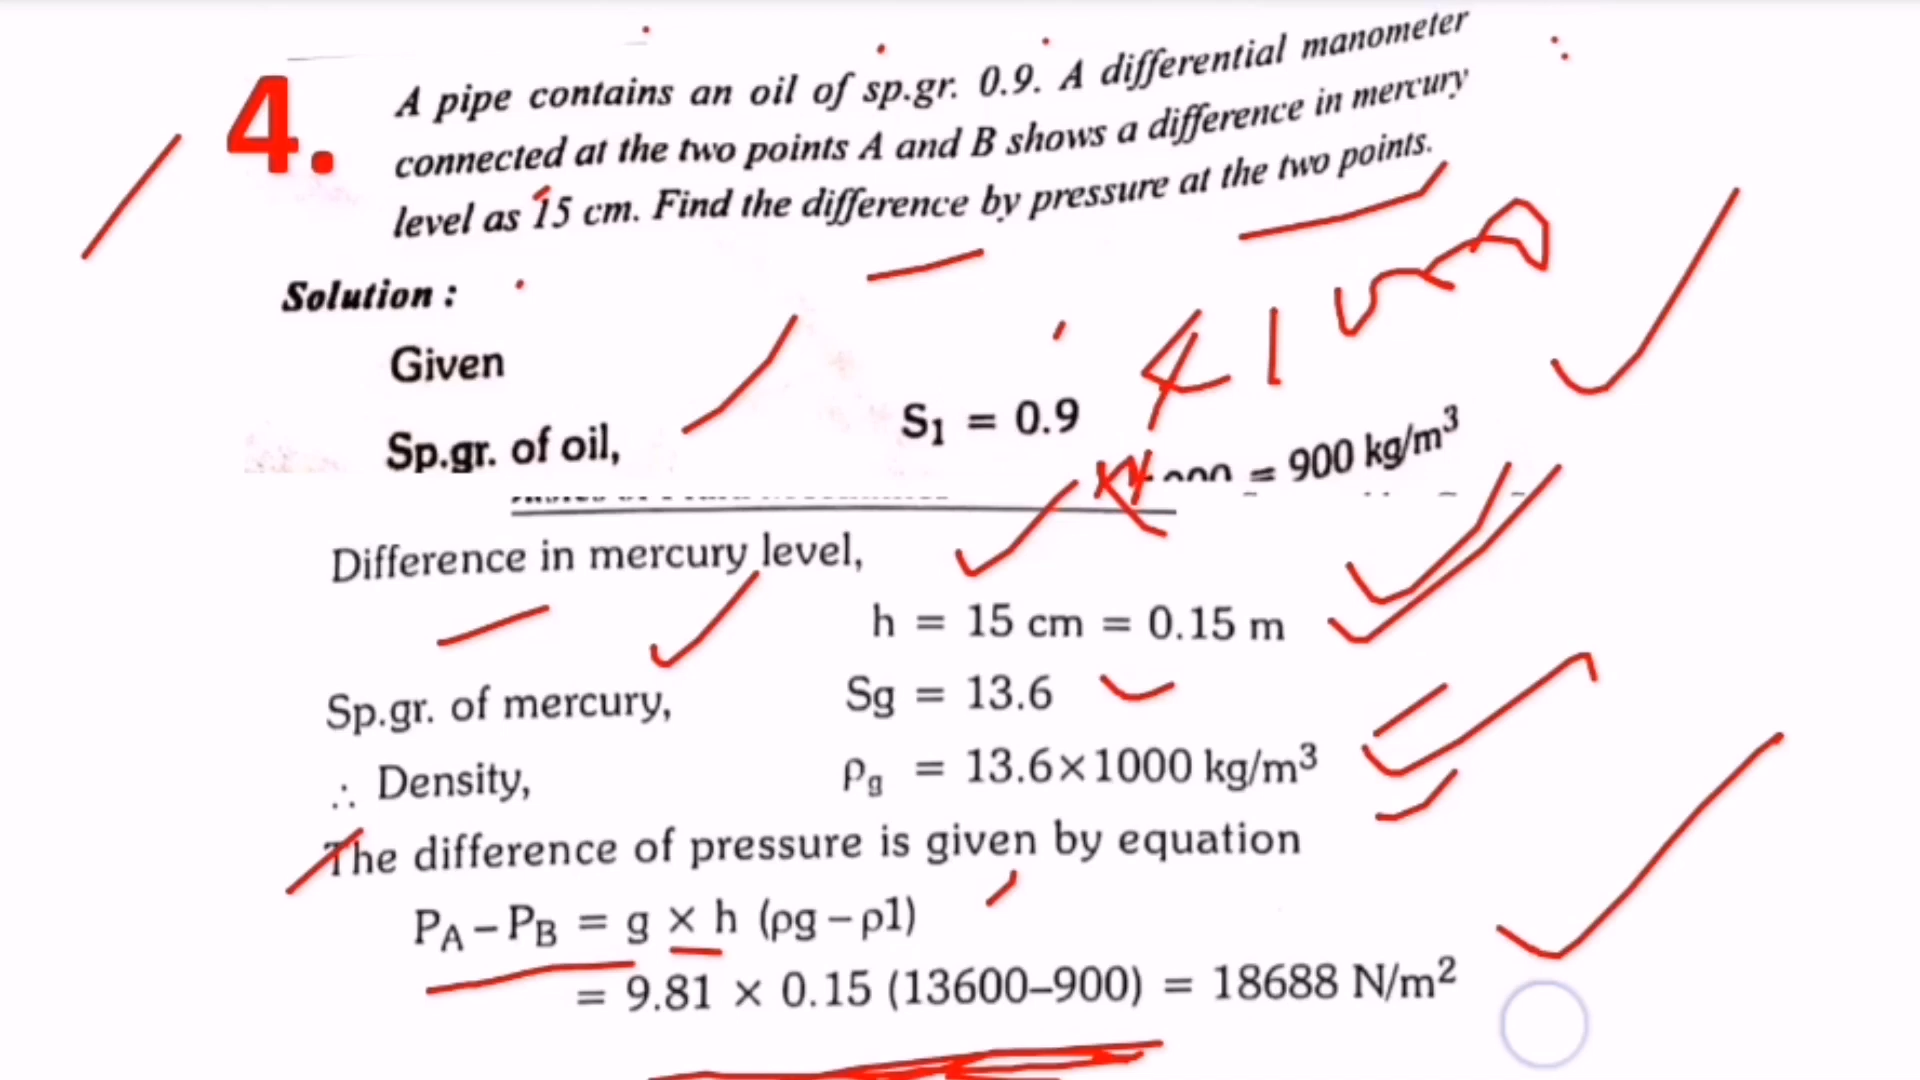 4.
A pipe contains an oil of sp.gr. 0.9. A differential manometer
connected at the two points A and B shows a difference in mercury
level as 15 cm. Find the difference by pressure at the two points.
Solution :
Given
Sp.gr. of oil, S₁ = 0.9
= 900 kg/m³
Difference in mercury level,
h = 15 cm = 0.15 m
Sp.gr. of mercury, Sg = 13.6
∴ Density, ρg = 13.6×1000 kg/m³
The difference of pressure is given by equation
PA – PB = g × h (ρg – ρ1)
= 9.81 × 0.15 (13600–900) = 18688 N/m²